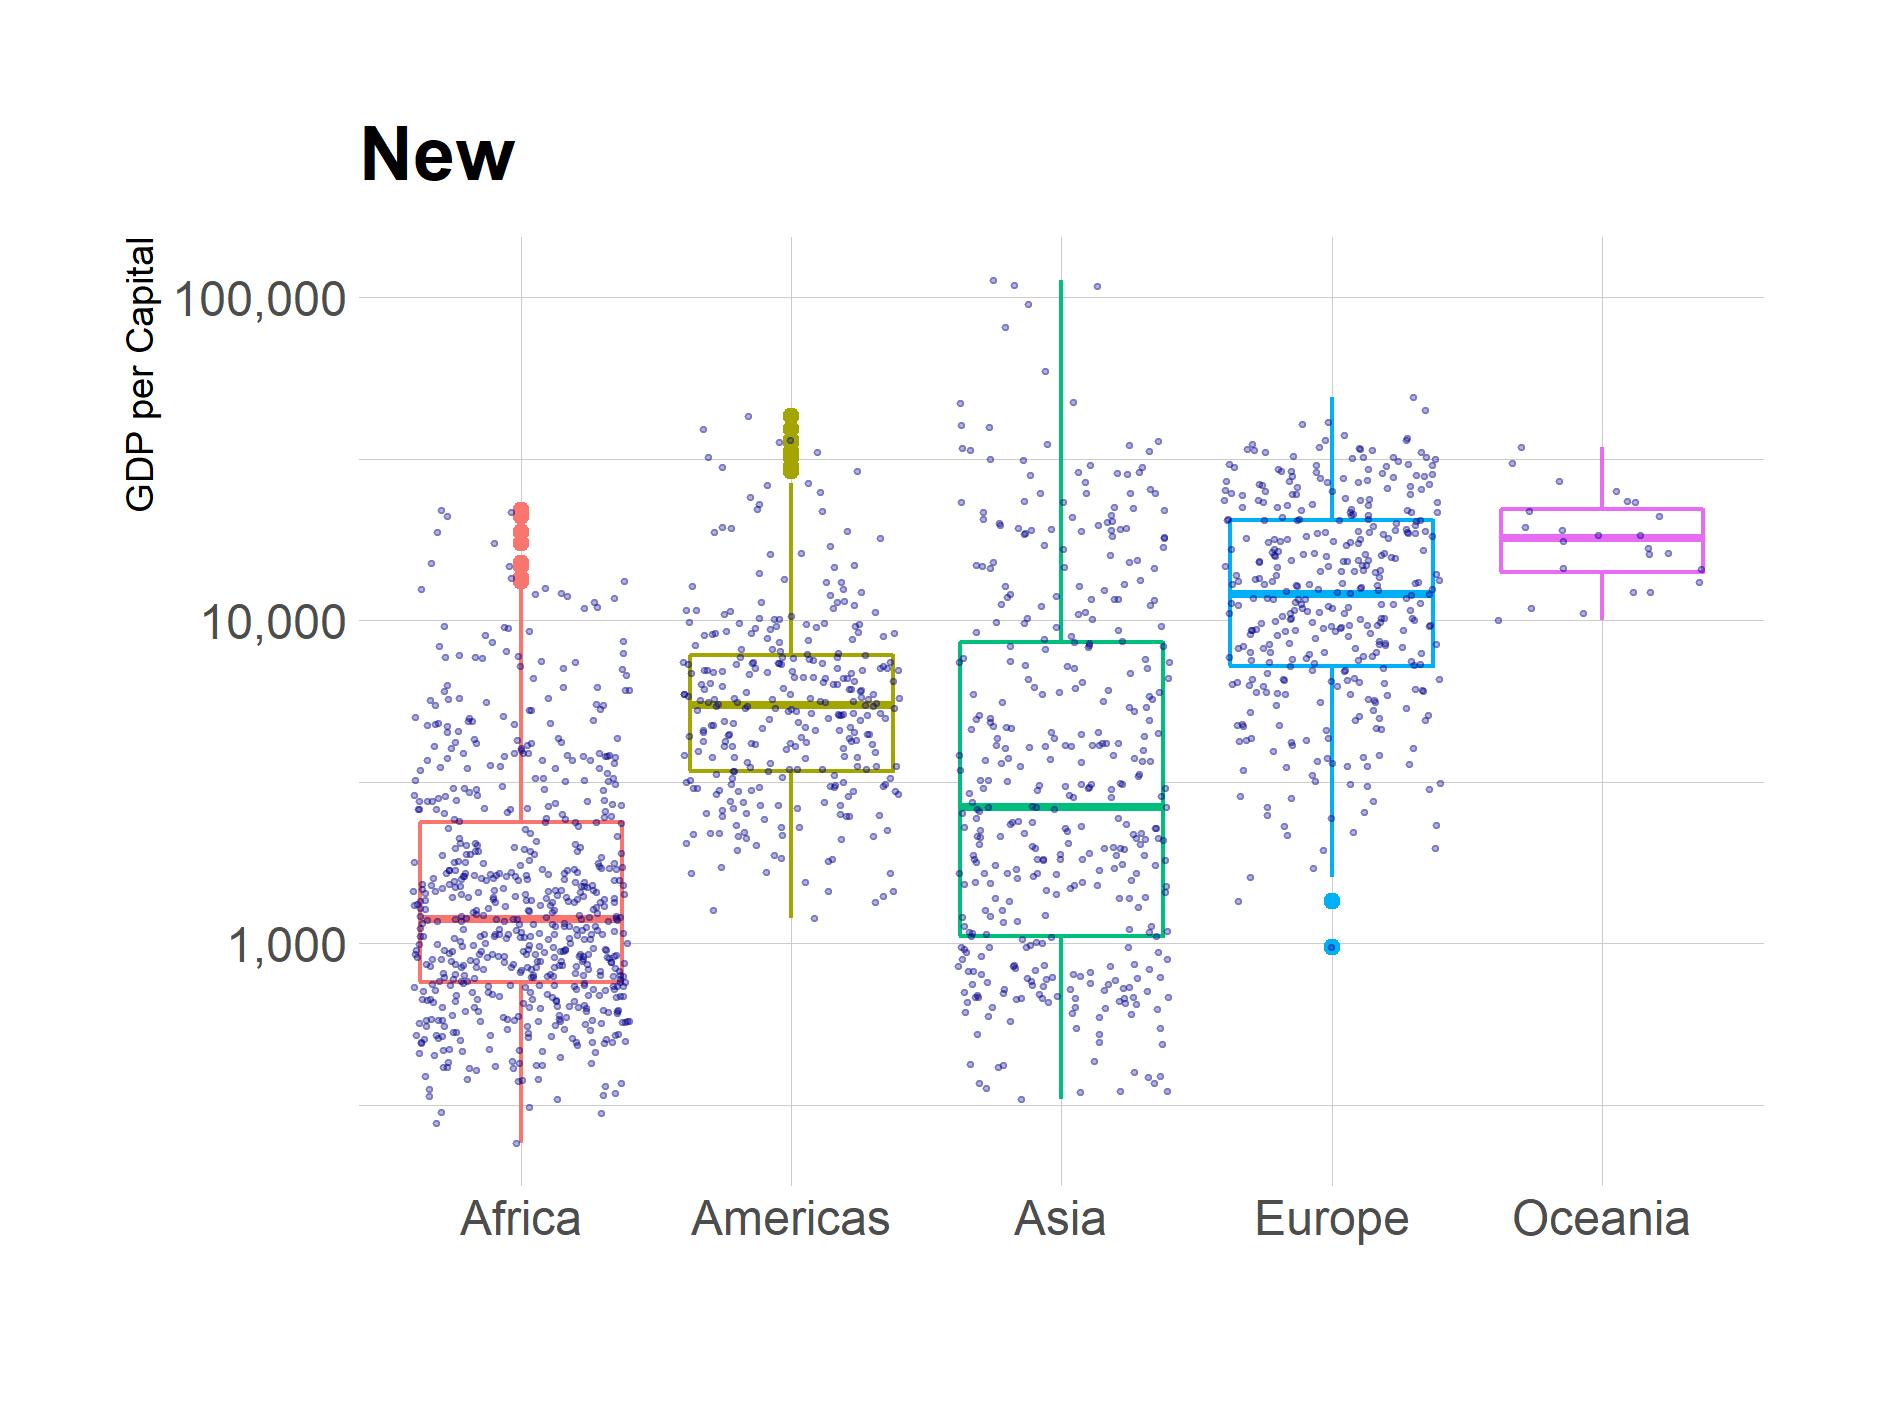 New
GDP per Capital
100,000
10,000
1,000
Africa Americas Asia Europe Oceania